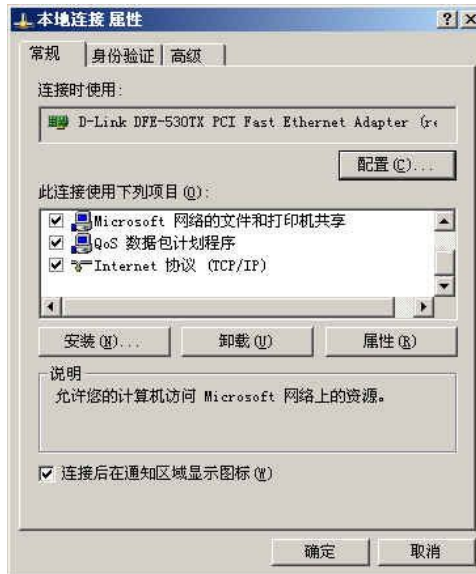 本地连接 属性
常规 身份验证 高级
连接时使用:
D-Link DFE-530TX PCI Fast Ethernet Adapter (re
配置(C)...
此连接使用下列项目(O):
Microsoft 网络的文件和打印机共享
QoS 数据包计划程序
Internet 协议 (TCP/IP)
安装(N)... 卸载(U) 属性(R)
说明
允许您的计算机访问 Microsoft 网络上的资源。
连接后在通知区域显示图标(W)
确定 取消